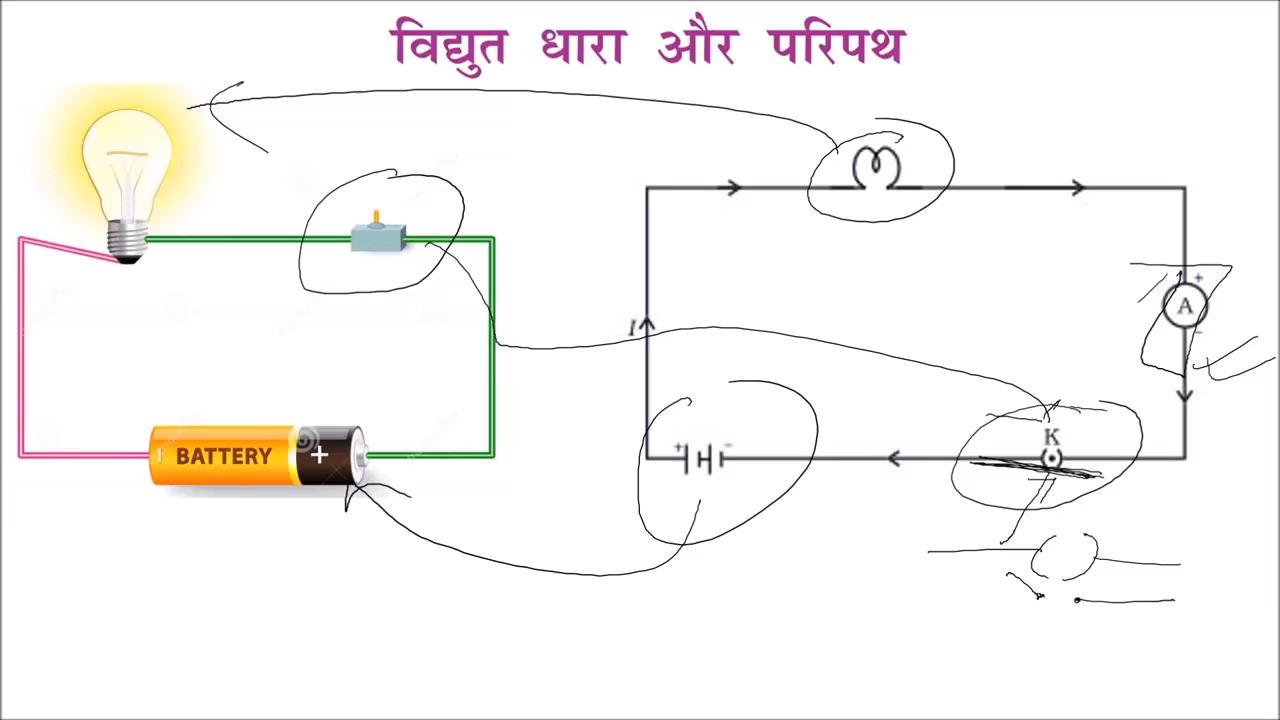 विद्युत धारा और परिपथ
I
+
A
-
BATTERY +
+ -
K